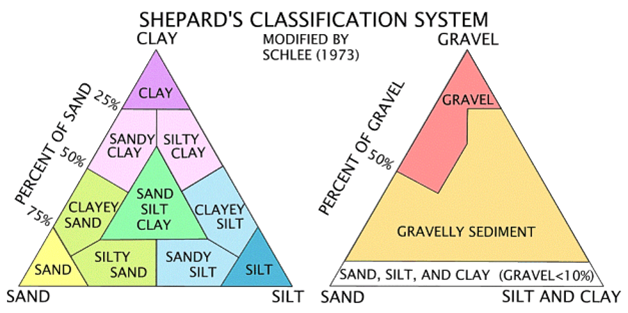 SHEPARD'S CLASSIFICATION SYSTEM
MODIFIED BY
SCHLEE (1973)
CLAY
PERCENT OF SAND
25%
50%
75%
CLAY
SANDY
CLAY
SILTY
CLAY
SAND
SILT
CLAY
CLAYEY
SAND
CLAYEY
SILT
SILTY
SAND
SANDY
SILT
SAND
SILT
SAND
SILT
GRAVEL
PERCENT OF GRAVEL
50%
GRAVEL
GRAVELLY SEDIMENT
SAND, SILT, AND CLAY (GRAVEL<10%)
SAND
SILT AND CLAY